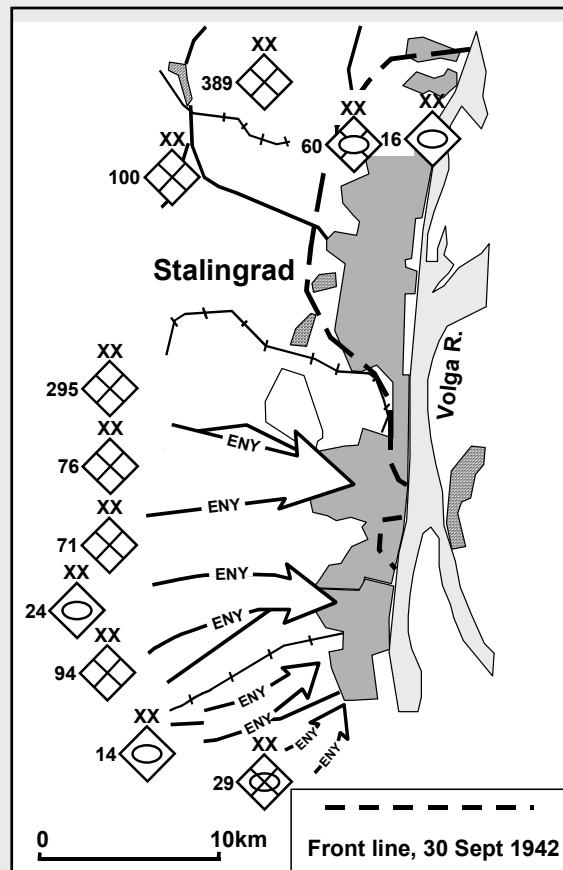 XX
389
XX
60
XX
16
XX
100
Stalingrad
Volga R.
XX
295
XX
76
XX
71
XX
24
XX
94
XX
14
XX
29
ENY
ENY
ENY
ENY
ENY
ENY
ENY
0 10km
Front line, 30 Sept 1942